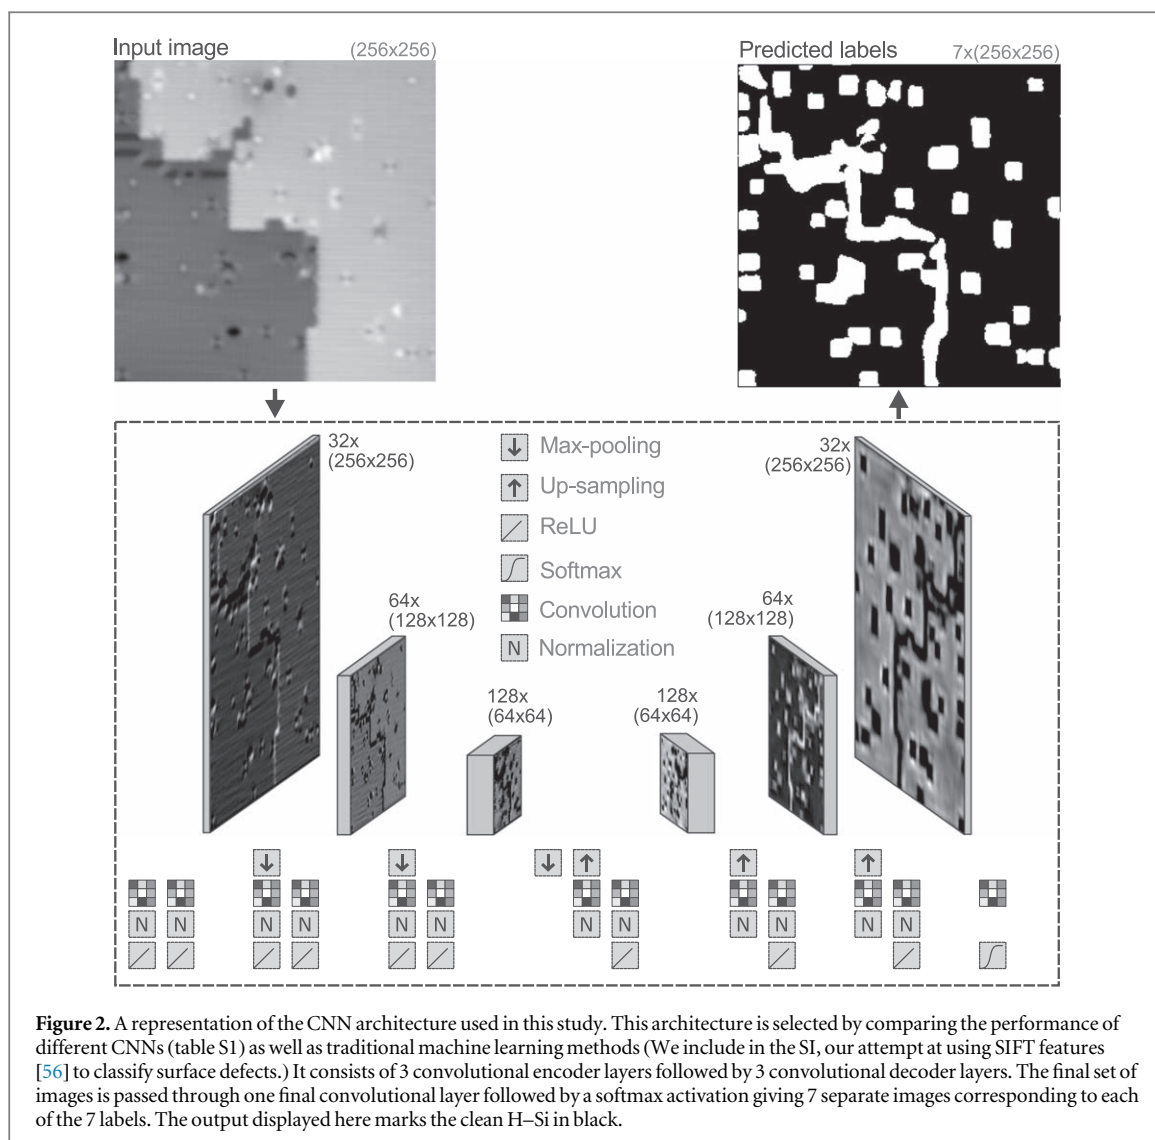 Input image
(256x256)
Predicted labels
7x(256x256)
32x
(256x256)
64x
(128x128)
128x
(64x64)
Max-pooling
Up-sampling
ReLU
Softmax
Convolution
N Normalization
128x
(64x64)
64x
(128x128)
32x
(256x256)
N N N N N N N N N N N N
Figure 2. A representation of the CNN architecture used in this study. This architecture is selected by comparing the performance of
different CNNs (table S1) as well as traditional machine learning methods (We include in the SI, our attempt at using SIFT features
[56] to classify surface defects.) It consists of 3 convolutional encoder layers followed by 3 convolutional decoder layers. The final set of
images is passed through one final convolutional layer followed by a softmax activation giving 7 separate images corresponding to each
of the 7 labels. The output displayed here marks the clean H–Si in black.